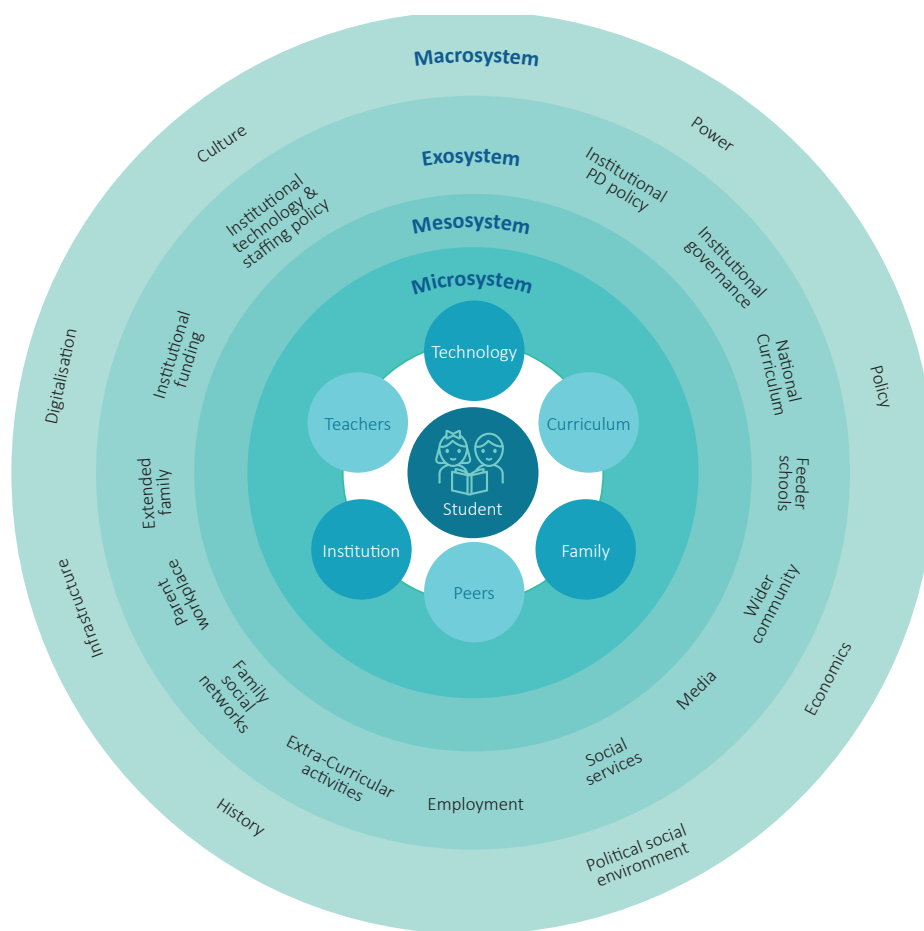 Macrosystem
Culture
Power
Exosystem
Institutional
technology &
staffing policy
Institutional
PD policy
Mesosystem
Institutional
governance
Microsystem
Digitalisation
Institutional
funding
Technology
National
Curriculum
Policy
Teachers
Curriculum
Extended
family
Student
Feeder
schools
Institution
Family
Infrastructure
Parent
workplace
Peers
Wider
community
Family
social
networks
Media
Economics
Extra-Curricular
activities
Social
services
Employment
History
Political social
environment